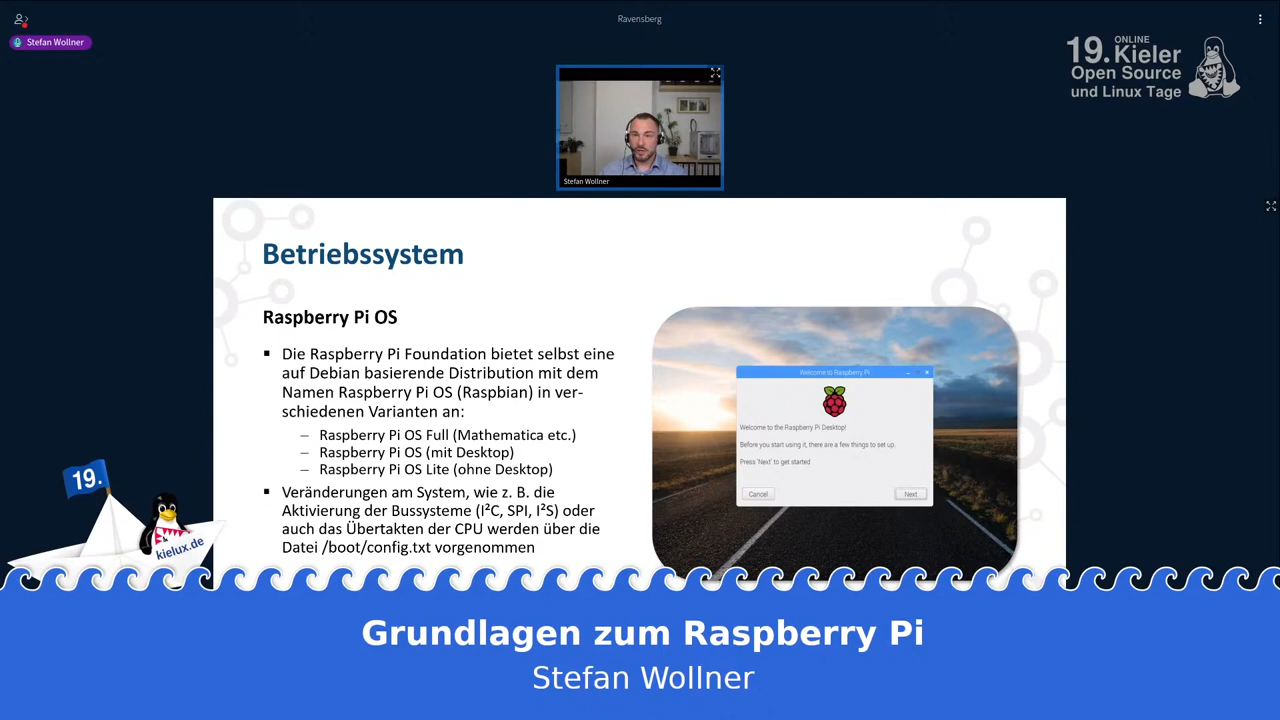 Ravensberg
Stefan Wollner
19. ONLINE
Kieler
Open Source
und Linux Tage
Stefan Wollner
Betriebssystem
Raspberry Pi OS
▪ Die Raspberry Pi Foundation bietet selbst eine
auf Debian basierende Distribution mit dem
Namen Raspberry Pi OS (Raspbian) in ver-
schiedenen Varianten an:
– Raspberry Pi OS Full (Mathematica etc.)
– Raspberry Pi OS (mit Desktop)
– Raspberry Pi OS Lite (ohne Desktop)
▪ Veränderungen am System, wie z. B. die
Aktivierung der Bussysteme (I²C, SPI, I²S) oder
auch das Übertakten der CPU werden über die
Datei /boot/config.txt vorgenommen
Welcome to Raspberry Pi
Welcome to the Raspberry Pi Desktop!
Before you start using it, there are a few things to set up.
Press 'Next' to get started
Cancel
Next
19.
kielux.de
Grundlagen zum Raspberry Pi
Stefan Wollner